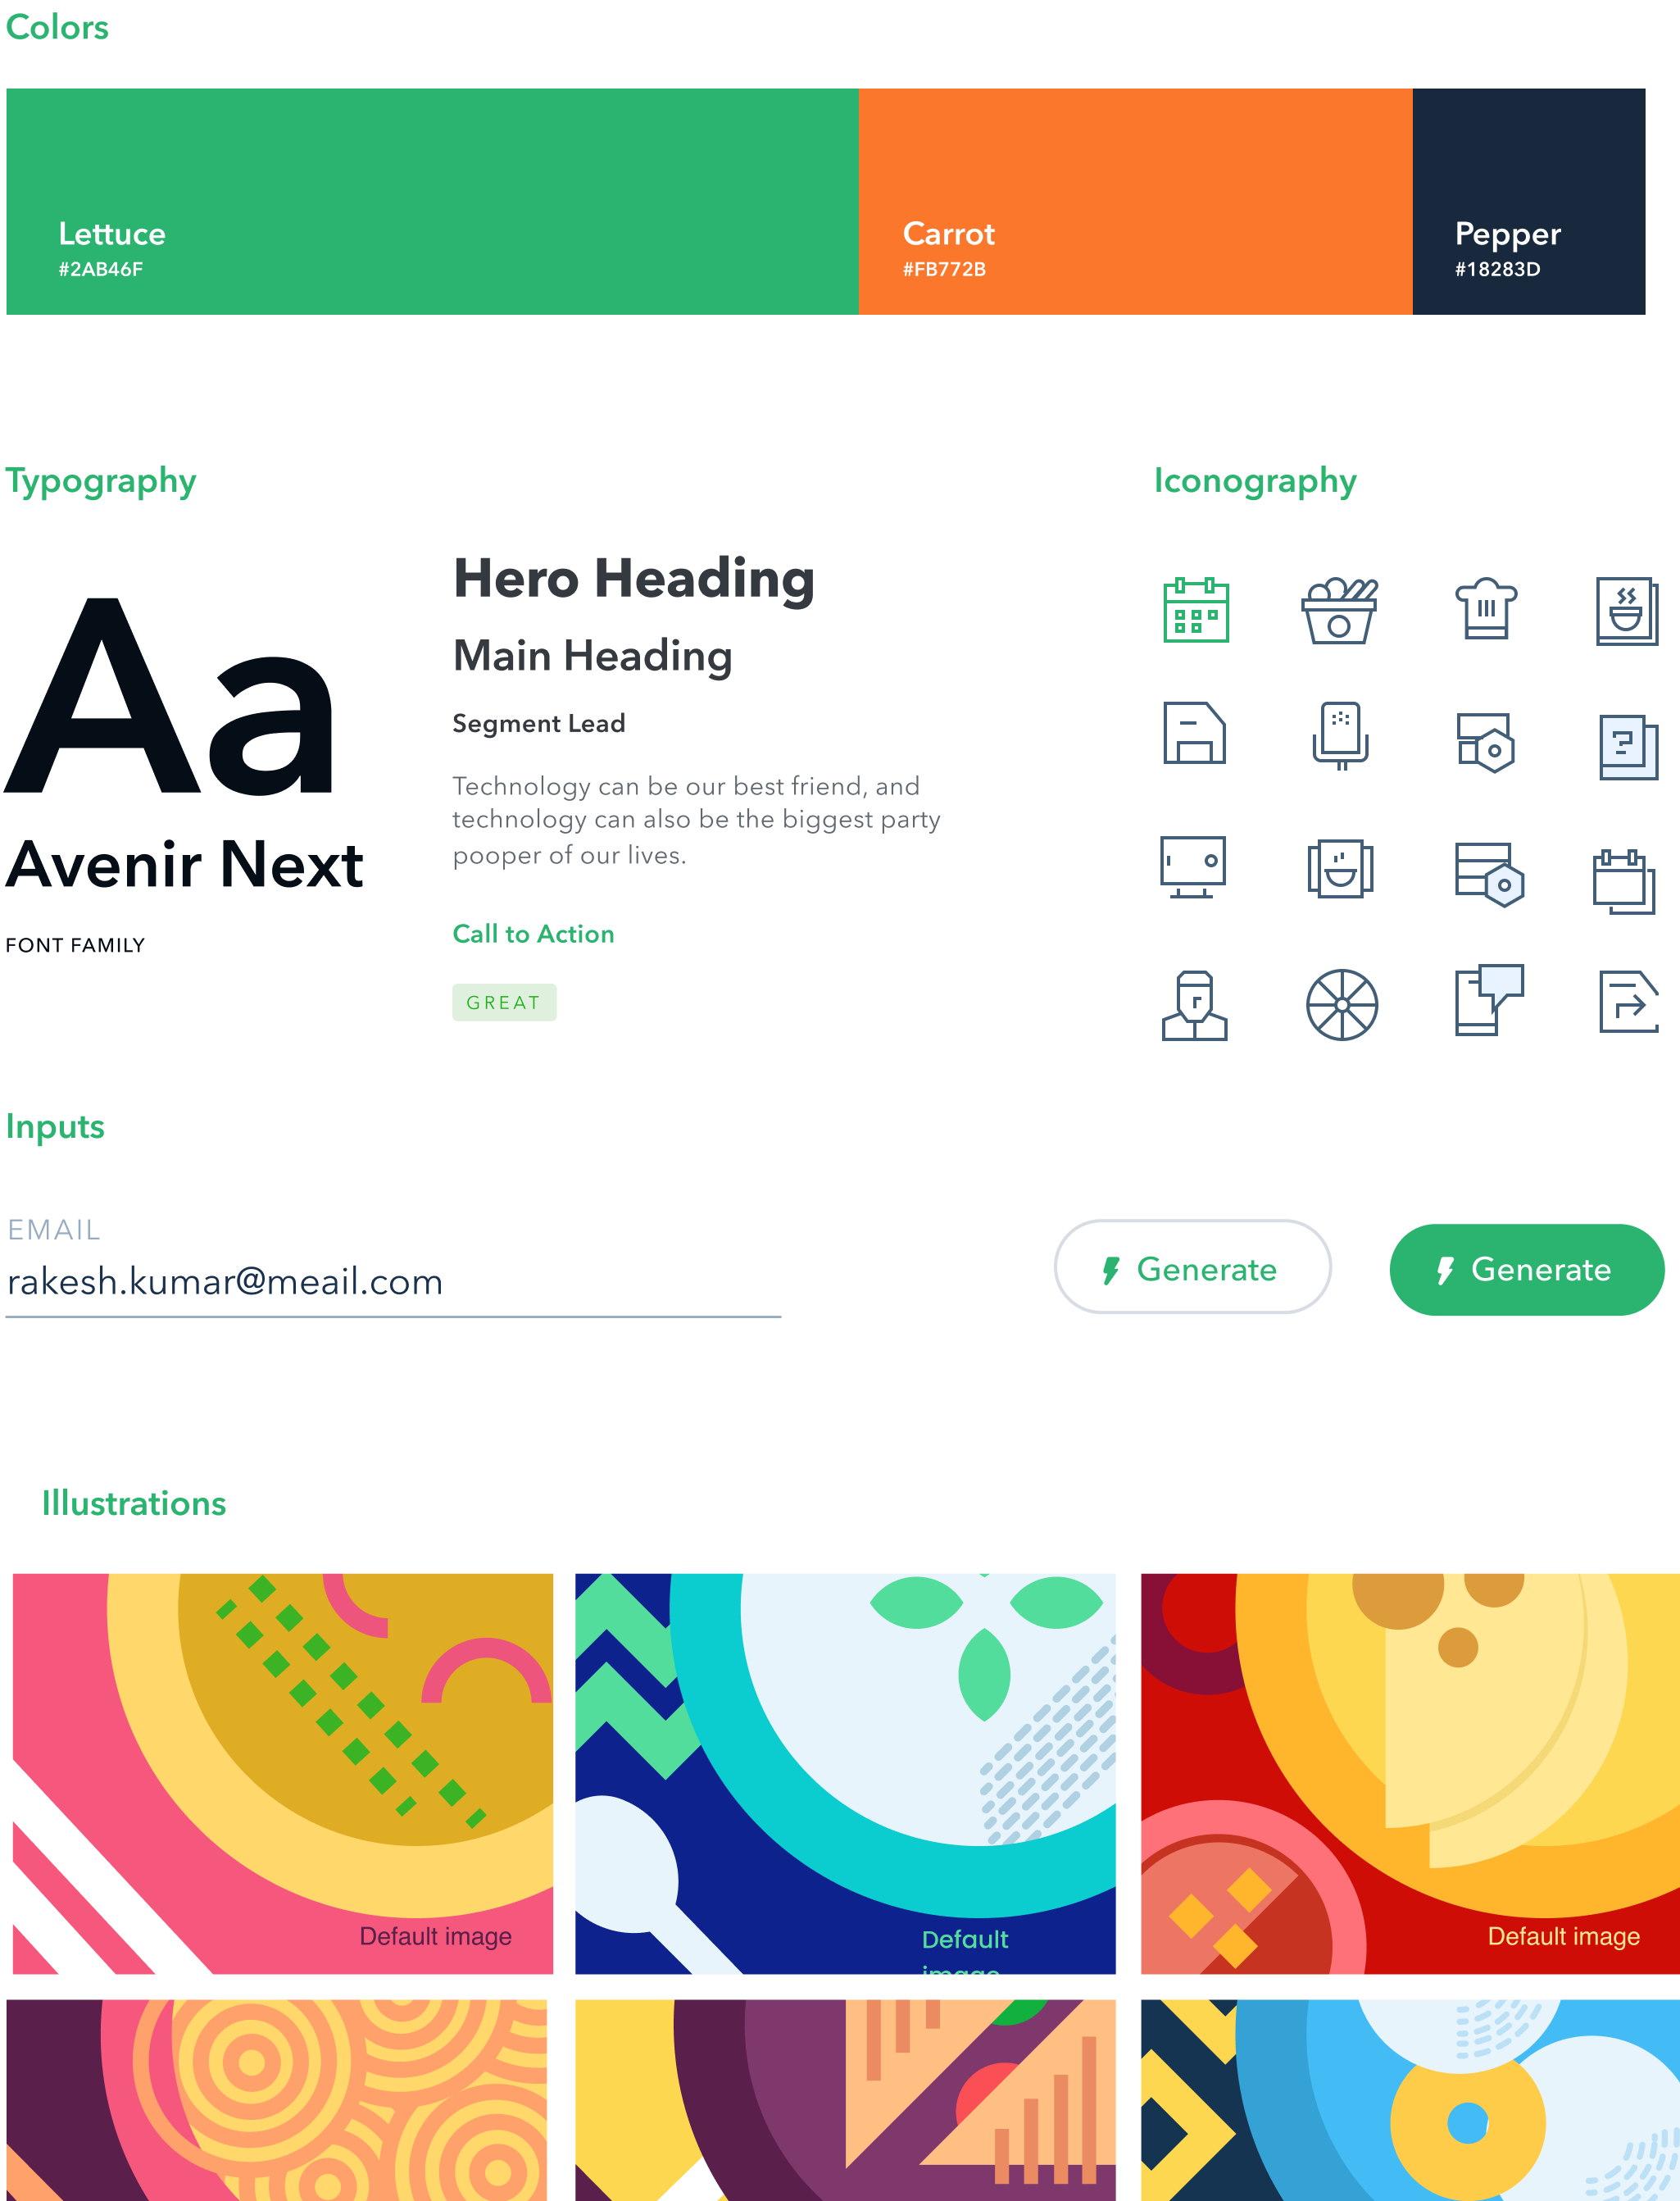 Colors
Lettuce
#2AB46F
Carrot
#FB772B
Pepper
#18283D
Typography
Aa
Avenir Next
FONT FAMILY
Hero Heading
Main Heading
Segment Lead
Technology can be our best friend, and
technology can also be the biggest party
pooper of our lives.
Call to Action
GREAT
Iconography
Inputs
EMAIL
rakesh.kumar@meail.com
Generate
Generate
Illustrations
Default image
Default
image
Default image